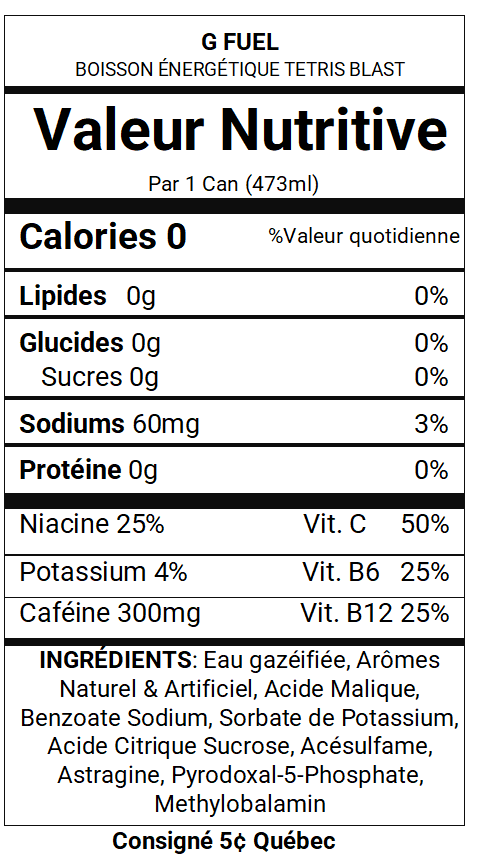 G FUEL
BOISSON ÉNERGÉTIQUE TETRIS BLAST
Valeur Nutritive
Par 1 Can (473ml)
Calories 0 %Valeur quotidienne
Lipides 0g 0%
Glucides 0g 0%
Sucres 0g 0%
Sodiums 60mg 3%
Protéine 0g 0%
Niacine 25% Vit. C 50%
Potassium 4% Vit. B6 25%
Caféine 300mg Vit. B12 25%
INGRÉDIENTS: Eau gazéifiée, Arômes
Naturel & Artificiel, Acide Malique,
Benzoate Sodium, Sorbate de Potassium,
Acide Citrique Sucrose, Acésulfame,
Astragine, Pyrodoxal-5-Phosphate,
Methylobalamin
Consigné 5¢ Québec